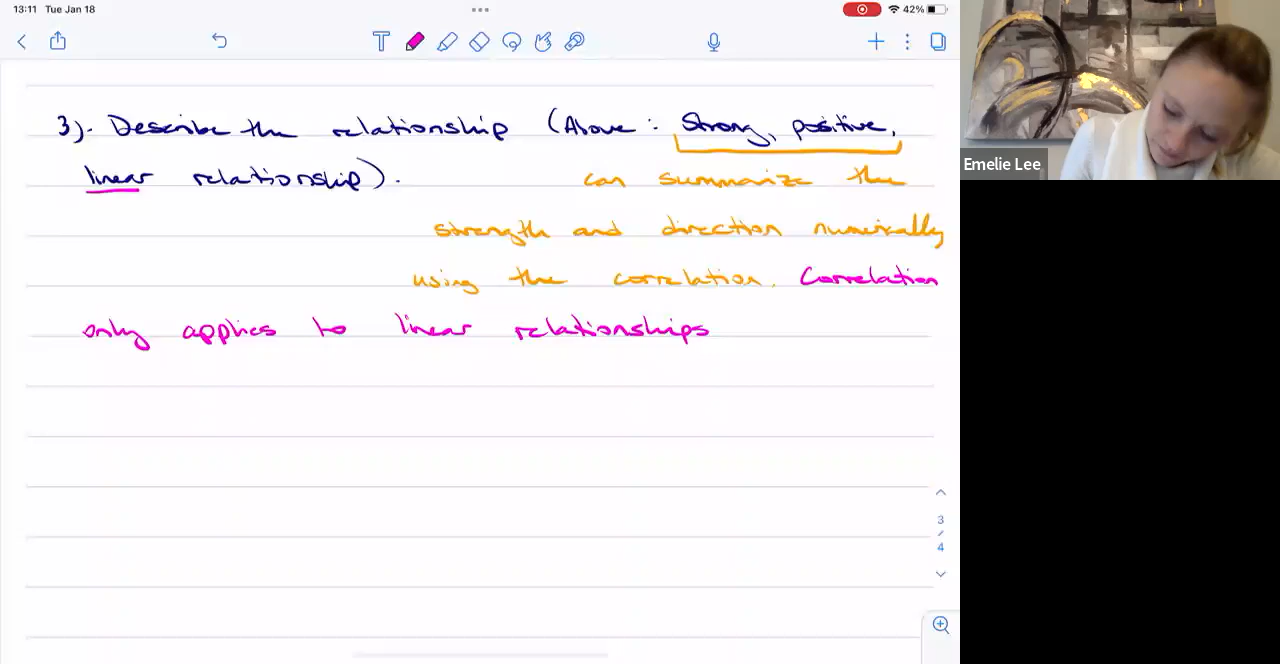 13:11 Tue Jan 18
42%
3). Describe the relationship (Above: Strong, positive,
linear relationship).
can summarize the
strength and direction numerically
using the correlation. Correlation
only applies to linear relationships
3
/
4
Emelie Lee